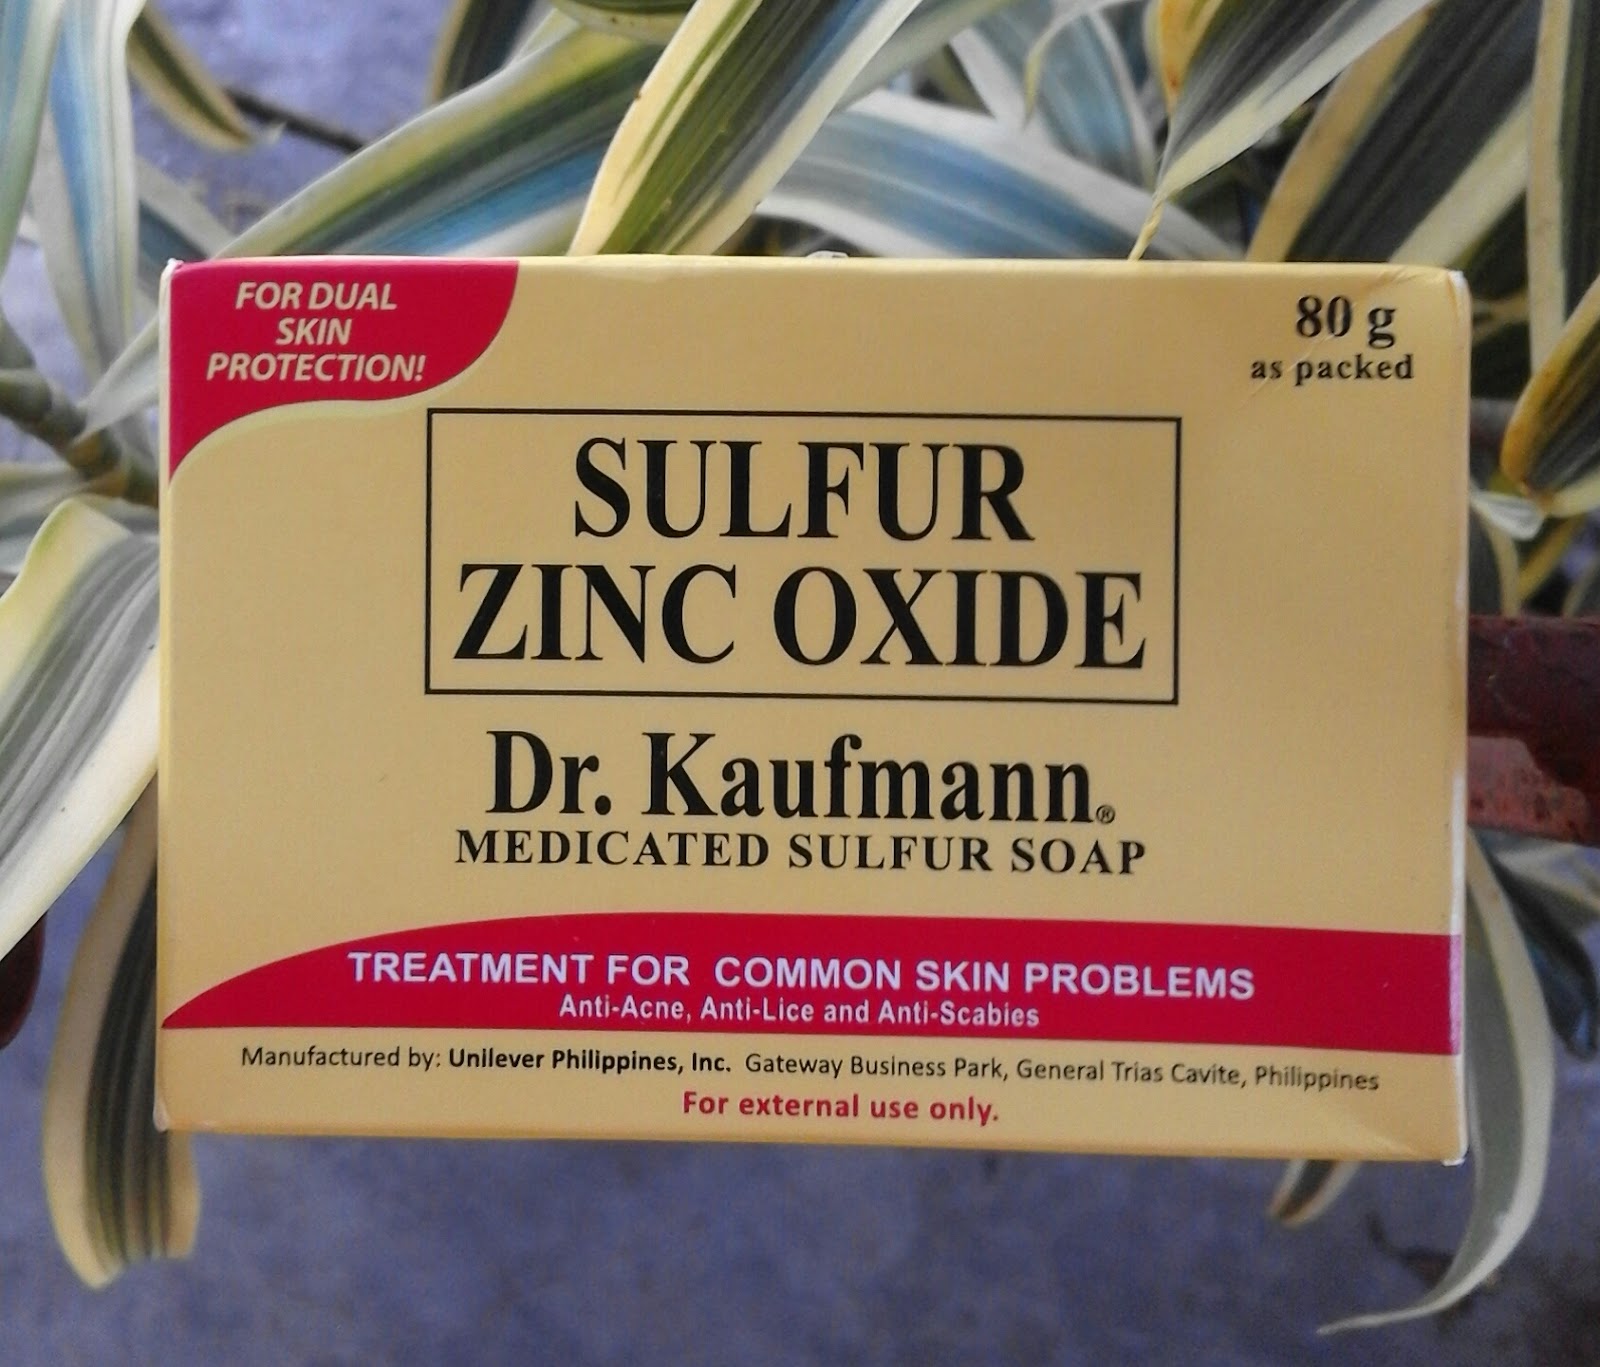 FOR DUAL
SKIN
PROTECTION!
80 g
as packed
SULFUR
ZINC OXIDE
Dr. Kaufmann®
MEDICATED SULFUR SOAP
TREATMENT FOR COMMON SKIN PROBLEMS
Anti-Acne, Anti-Lice and Anti-Scabies
Manufactured by: Unilever Philippines, Inc. Gateway Business Park, General Trias Cavite, Philippines
For external use only.